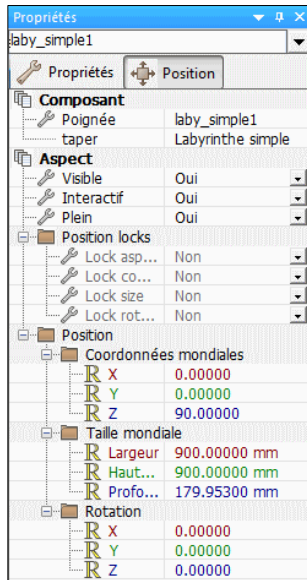 Propriétés
laby_simple1
Propriétés Position
Composant
Poignée laby_simple1
taper Labyrinthe simple
Aspect
Visible Oui
Interactif Oui
Plein Oui
Position locks
Lock asp... Non
Lock co... Non
Lock size Non
Lock rot... Non
Position
Coordonnées mondiales
R X 0.00000
R Y 0.00000
R Z 90.00000
Taille mondiale
R Largeur 900.00000 mm
R Haut... 900.00000 mm
R Profo... 179.95300 mm
Rotation
R X 0.00000
R Y 0.00000
R Z 0.00000